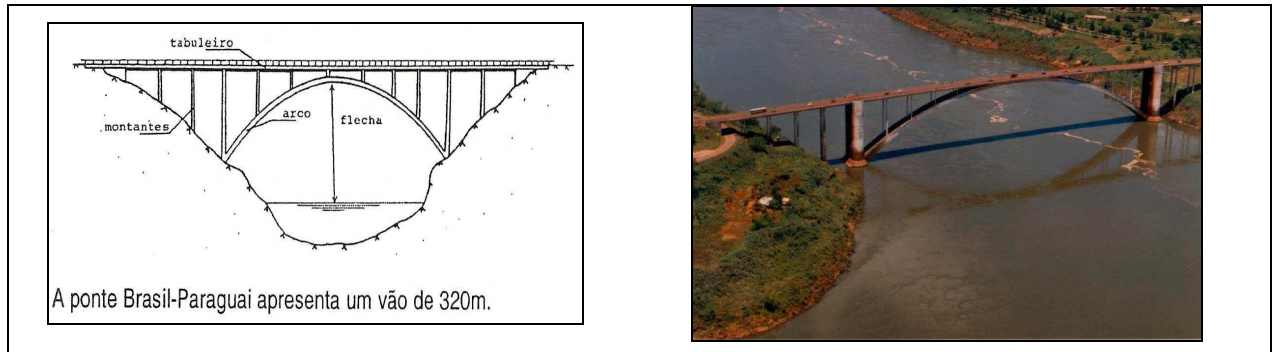 tabuleiro
flecha
arco
montantes
A ponte Brasil-Paraguai apresenta um vão de 320m.